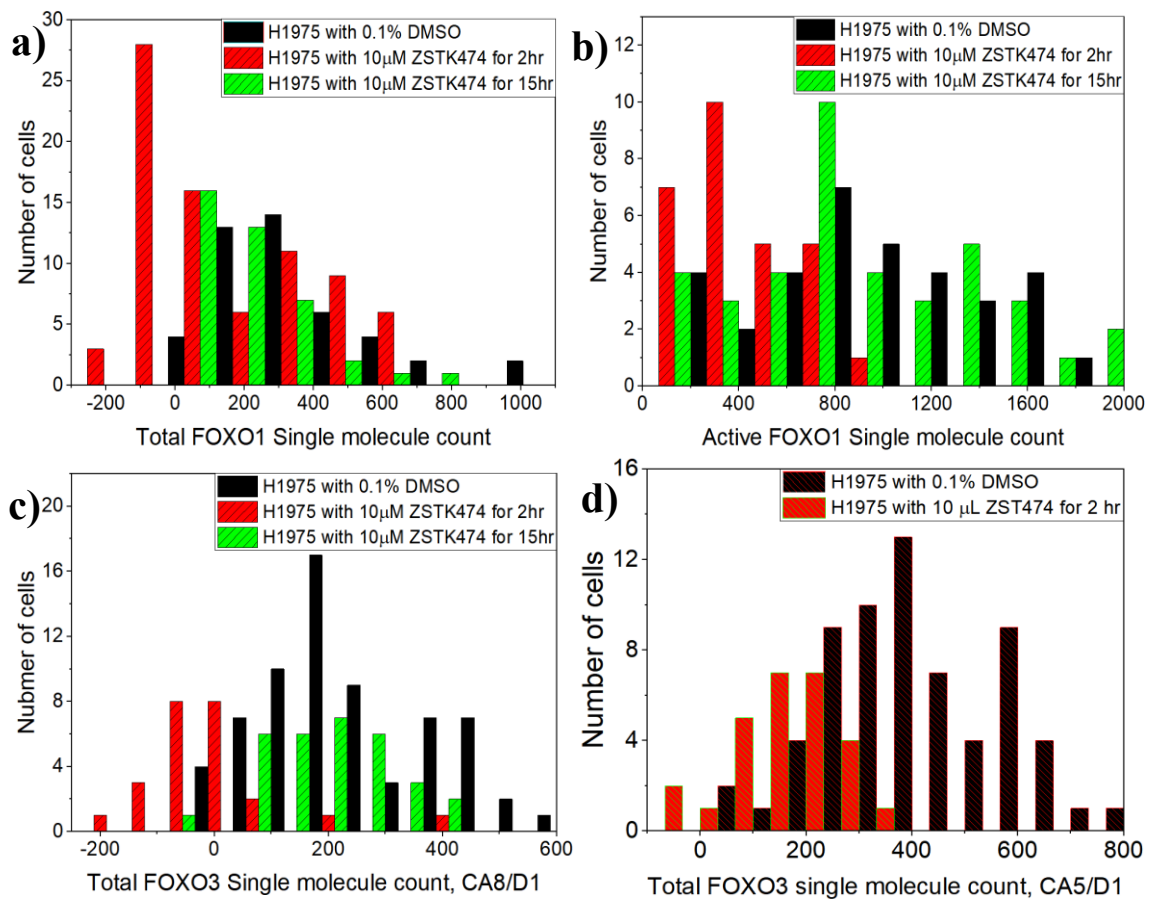 a)
H1975 with 0.1% DMSO
H1975 with 10μM ZSTK474 for 2hr
H1975 with 10μM ZSTK474 for 15hr
30
25
20
15
10
5
0
Number of cells
-200 0 200 400 600 800 1000
Total FOXO1 Single molecule count
b)
H1975 with 0.1% DMSO
H1975 with 10μM ZSTK474 for 2hr
H1975 with 10μM ZSTK474 for 15hr
12
10
8
6
4
2
0
Number of cells
0 400 800 1200 1600 2000
Active FOXO1 Single molecule count
c)
H1975 with 0.1% DMSO
H1975 with 10μM ZSTK474 for 2hr
H1975 with 10μM ZSTK474 for 15hr
20
16
12
8
4
0
Nubmer of cells
-200 0 200 400 600
Total FOXO3 Single molecule count, CA8/D1
d)
H1975 with 0.1% DMSO
H1975 with 10 μL ZST474 for 2 hr
16
12
8
4
0
Number of cells
0 200 400 600 800
Total FOXO3 single molecule count, CA5/D1